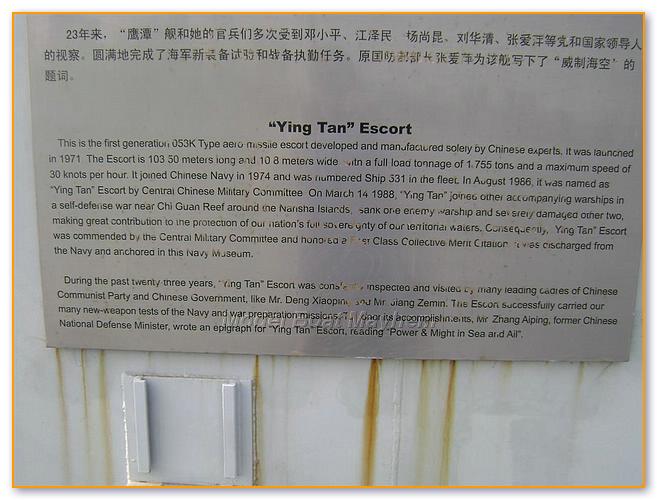 23年来，“鹰潭”舰和她的官兵们多次受到邓小平、江泽民 杨尚昆、刘华清、张爱萍等党和国家领导人
的视察。圆满地完成了海军新装备试验和战备执勤任务。原国防部部长张爱萍为该舰写下了“威制海空’的
题词。
“Ying Tan” Escort
This is the first generation 053K Type aero missile escort developed and manufactured solely by Chinese experts. It was launched
in 1971. The Escort is 103 50 meters long and 10 8 meters wide with a full load tonnage of 1.755 tons and a maximum speed of
30 knots per hour. It joined Chinese Navy in 1974 and was numbered Ship 531 in the fleet. In August 1986, it was named as
“Ying Tan” Escort by Central Chinese Military Committee. On March 14 1988, “Ying Tan” joined other accompanying warships in
a self-defense war near Chi Guan Reef around the Nansha Islands, sank one enemy warship and severely damaged other two,
making great contribution to the protection of our nation's full sovereignty of our territorial waters. Consequently, ‘Ying Tan” Escort
was commended by the Central Military Committee and honored a First Class Collective Merit Citation. It was discharged from
the Navy and anchored in this Navy Museum.
During the past twenty three years, “Ying Tan” Escort was constantly inspected and visited by many leading cadres of Chinese
Communist Party and Chinese Government, like Mr. Deng Xiaoping and Mr. Jiang Zemin. The Escort successfully carried our
many new-weapon tests of the Navy and war preparation missions. To honor its accomplishments, Mr Zhang Aiping, former Chinese
National Defense Minister, wrote an epigraph for “Ying Tan” Escort, reading “Power & Might in Sea and Ail”.
Model Boat Mayhem